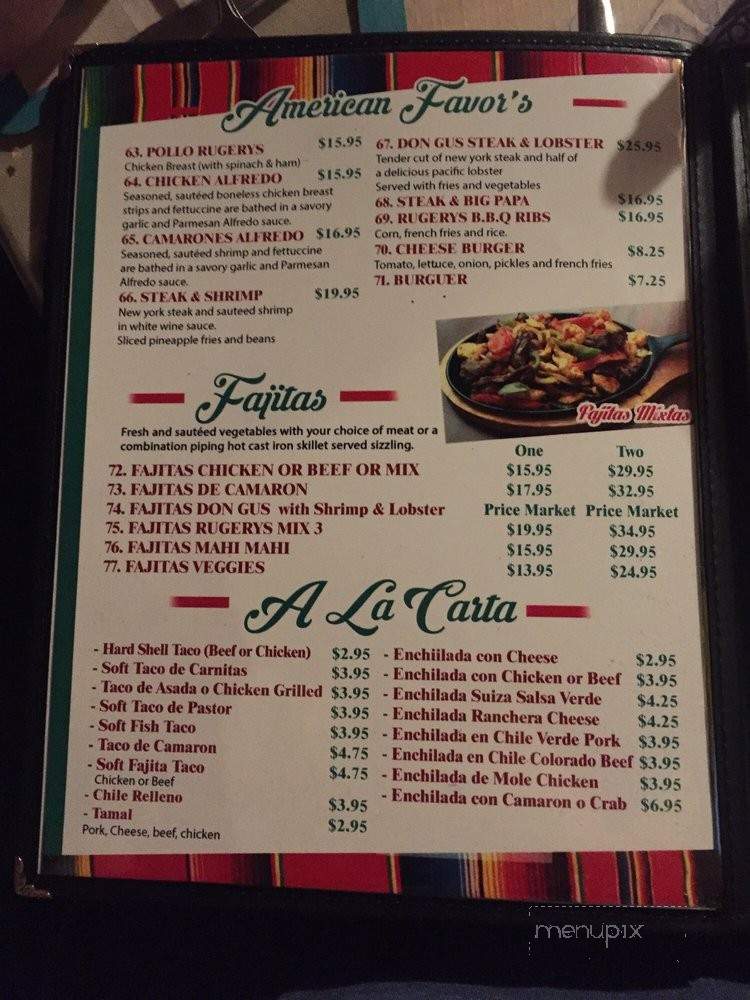 American Favor's
63. POLLO RUGERYS $15.95
Chicken Breast (with spinach & ham)
64. CHICKEN ALFREDO $15.95
Seasoned, sautéed boneless chicken breast
strips and fettuccine are bathed in a savory
garlic and Parmesan Alfredo sauce.
65. CAMARONES ALFREDO $16.95
Seasoned, sautéed shrimp and fettuccine
are bathed in a savory garlic and Parmesan
Alfredo sauce.
66. STEAK & SHRIMP $19.95
New york steak and sauteed shrimp
in white wine sauce.
Sliced pineapple fries and beans
67. DON GUS STEAK & LOBSTER $25.95
Tender cut of new york steak and half of
a delicious pacific lobster
Served with fries and vegetables
68. STEAK & BIG PAPA $16.95
69. RUGERYS B.B.Q RIBS $16.95
Corn, french fries and rice.
70. CHEESE BURGER $8.25
Tomato, lettuce, onion, pickles and french fries
71. BURGUER $7.25
Fajitas Mixtas
Fajitas
Fresh and sautéed vegetables with your choice of meat or a
combination piping hot cast iron skillet served sizzling.
One Two
72. FAJITAS CHICKEN OR BEEF OR MIX $15.95 $29.95
73. FAJITAS DE CAMARON $17.95 $32.95
74. FAJITAS DON GUS with Shrimp & Lobster Price Market Price Market
75. FAJITAS RUGERYS MIX 3 $19.95 $34.95
76. FAJITAS MAHI MAHI $15.95 $29.95
77. FAJITAS VEGGIES $13.95 $24.95
A La Carta
- Hard Shell Taco (Beef or Chicken) $2.95
- Soft Taco de Carnitas $3.95
- Taco de Asada o Chicken Grilled $3.95
- Soft Taco de Pastor $3.95
- Soft Fish Taco $3.95
- Taco de Camaron $4.75
- Soft Fajita Taco $4.75
Chicken or Beef
- Chile Relleno $3.95
- Tamal $2.95
Pork, Cheese, beef, chicken
- Enchiilada con Cheese $2.95
- Enchilada con Chicken or Beef $3.95
- Enchilada Suiza Salsa Verde $4.25
- Enchilada Ranchera Cheese $4.25
- Enchilada en Chile Verde Pork $3.95
- Enchilada en Chile Colorado Beef $3.95
- Enchilada de Mole Chicken $3.95
- Enchilada con Camaron o Crab $6.95
menupix